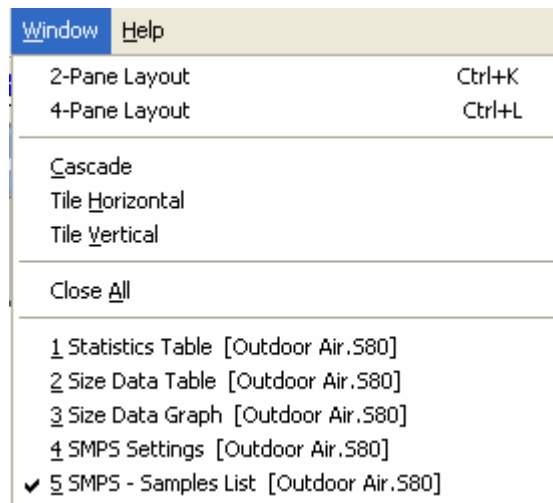 Window Help
2-Pane Layout Ctrl+K
4-Pane Layout Ctrl+L
Cascade
Tile Horizontal
Tile Vertical
Close All
1 Statistics Table [Outdoor Air.S80]
2 Size Data Table [Outdoor Air.S80]
3 Size Data Graph [Outdoor Air.S80]
4 SMPS Settings [Outdoor Air.S80]
5 SMPS - Samples List [Outdoor Air.S80]